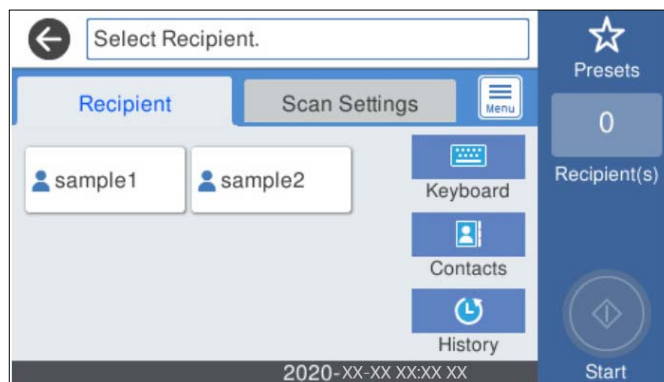 Select Recipient.
Presets
Recipient
Scan Settings
Menu
0
Recipient(s)
sample1
sample2
Keyboard
Contacts
History
2020-XX-XX XX:XX XX
Start